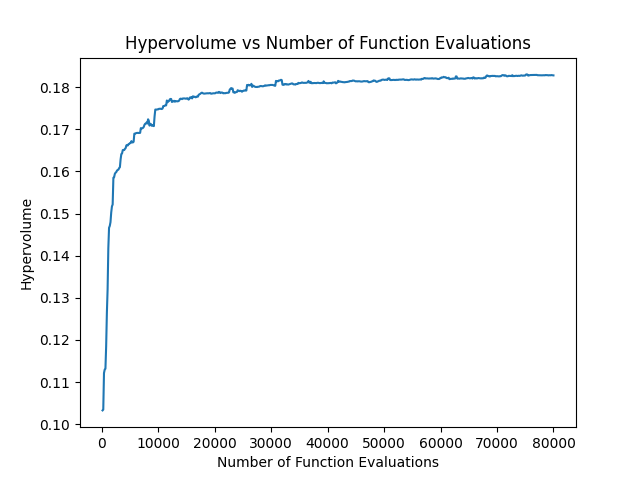 Hypervolume vs Number of Function Evaluations
0.18
0.17
0.16
0.15
0.14
0.13
0.12
0.11
0.10
Hypervolume
0 10000 20000 30000 40000 50000 60000 70000 80000
Number of Function Evaluations